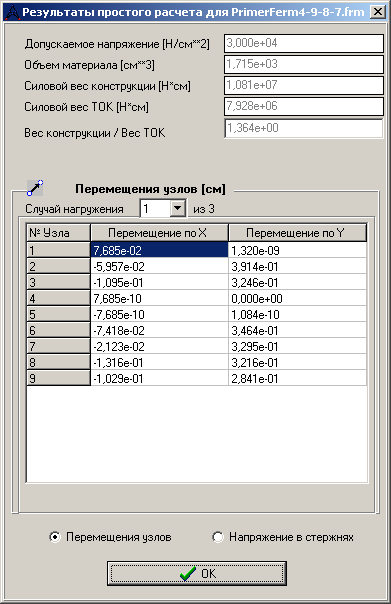 Результаты простого расчета для PrimerFerm4-9-8-7.frm
Допускаемое напряжение [Н/см**2] 3,000e+04
Объем материала [см**3] 1,715e+03
Силовой вес конструкции [Н*см] 1,081e+07
Силовой вес ТОК [Н*см] 7,928e+06
Вес конструкции / Вес ТОК 1,364e+00
Перемещения узлов [см]
Случай нагружения 1 из 3
№ Узла Перемещение по X Перемещение по Y
1 7,685e-02 1,320e-09
2 -5,957e-02 3,914e-01
3 -1,095e-01 3,246e-01
4 7,685e-10 0,000e+00
5 -7,685e-10 1,084e-10
6 -7,418e-02 3,464e-01
7 -2,123e-02 3,295e-01
8 -1,316e-01 3,216e-01
9 -1,029e-01 2,841e-01
Перемещения узлов Напряжение в стержнях
OK